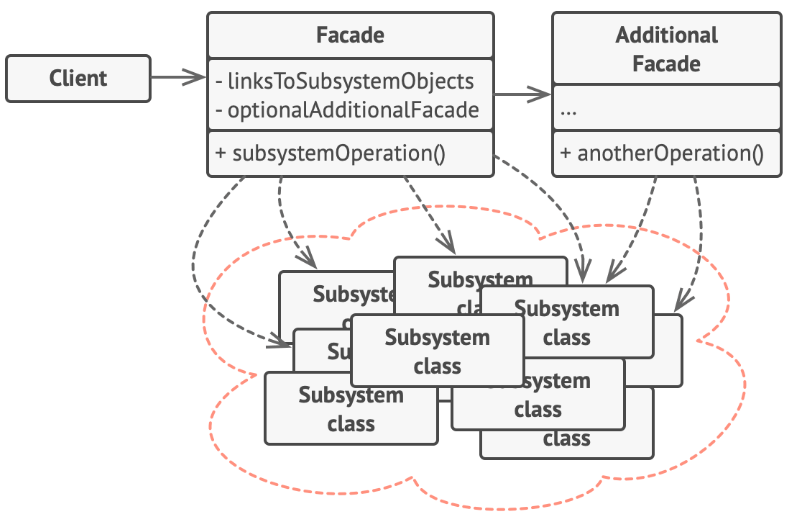 Client
Facade
- linksToSubsystemObjects
- optionalAdditionalFacade
+ subsystemOperation()
Additional
Facade
...
+ anotherOperation()
Subsystem
class
Subsystem
class
Subsystem
class
Subsystem
class
Subsystem
class
class